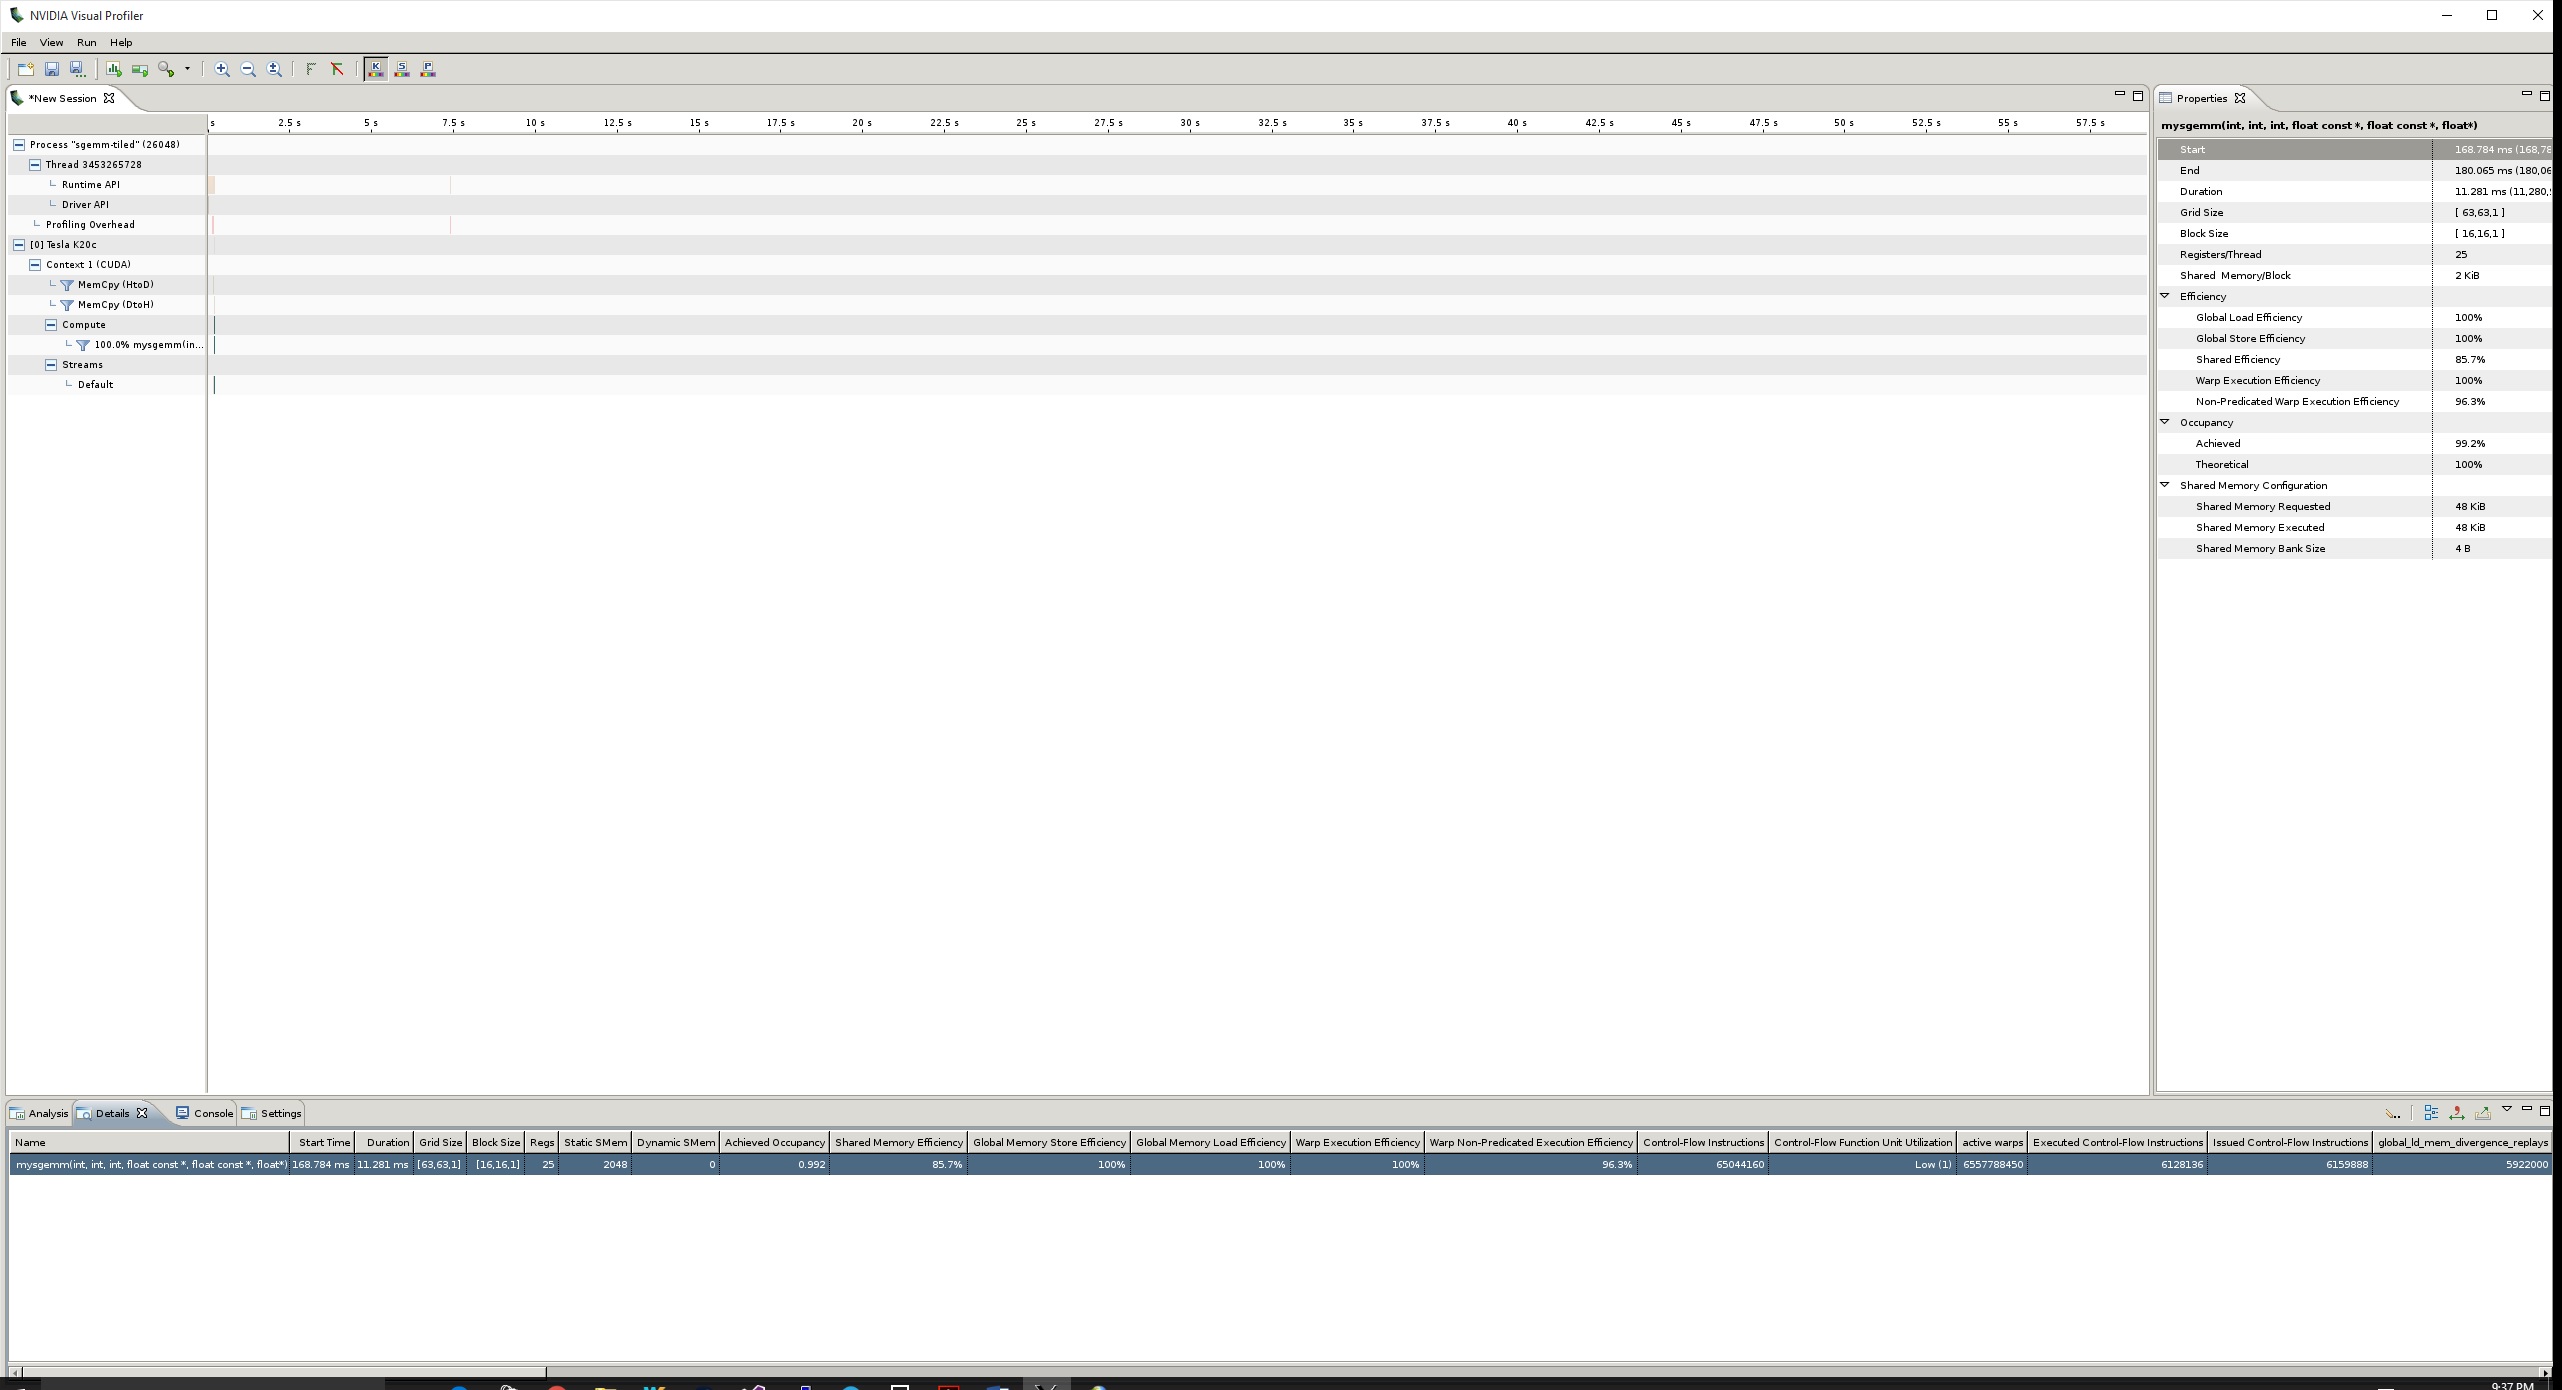 NVIDIA Visual Profiler
File View Run Help
*New Session
Properties
s 2.5 s 5 s 7.5 s 10 s 12.5 s 15 s 17.5 s 20 s 22.5 s 25 s 27.5 s 30 s 32.5 s 35 s 37.5 s 40 s 42.5 s 45 s 47.5 s 50 s 52.5 s 55 s 57.5 s
Process "sgemm-tiled" (26048)
Thread 3453265728
Runtime API
Driver API
Profiling Overhead
[0] Tesla K20c
Context 1 (CUDA)
MemCpy (HtoD)
MemCpy (DtoH)
Compute
100.0% mysgemm(in...
Streams
Default
mysgemm(int, int, int, float const *, float const *, float*)
Start 168.784 ms (168,78
End 180.065 ms (180,06
Duration 11.281 ms (11,280,
Grid Size [ 63,63,1 ]
Block Size [ 16,16,1 ]
Registers/Thread 25
Shared Memory/Block 2 KiB
Efficiency
Global Load Efficiency 100%
Global Store Efficiency 100%
Shared Efficiency 85.7%
Warp Execution Efficiency 100%
Non-Predicated Warp Execution Efficiency 96.3%
Occupancy
Achieved 99.2%
Theoretical 100%
Shared Memory Configuration
Shared Memory Requested 48 KiB
Shared Memory Executed 48 KiB
Shared Memory Bank Size 4 B
Analysis Details Console Settings
Name Start Time Duration Grid Size Block Size Regs Static SMem Dynamic SMem Achieved Occupancy Shared Memory Efficiency Global Memory Store Efficiency Global Memory Load Efficiency Warp Execution Efficiency Warp Non-Predicated Execution Efficiency Control-Flow Instructions Control-Flow Function Unit Utilization active warps Executed Control-Flow Instructions Issued Control-Flow Instructions global_ld_mem_divergence_replays
mysgemm(int, int, int, float const *, float const *, float*) 168.784 ms 11.281 ms [63,63,1] [16,16,1] 25 2048 0 0.992 85.7% 100% 100% 100% 96.3% 65044160 Low (1) 6557788450 6128136 6159888 5922000
9:37 PM